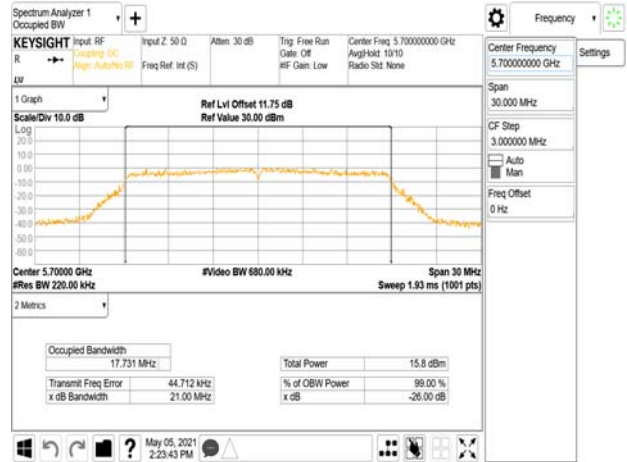 Spectrum Analyzer 1
Occupied BW
Frequency
KEYSIGHT
Input: RF
Coupling: DC
Align: Auto/No RF
Input Z: 50 Ω
Freq Ref: Int (S)
Atten: 30 dB
Trig: Free Run
Gate: Off
#IF Gain: Low
Center Freq: 5.700000000 GHz
Avg|Hold: 10/10
Radio Std: None
R
LXI
Center Frequency
5.700000000 GHz
Settings
Span
30.000 MHz
CF Step
3.000000 MHz
Auto
Man
Freq Offset
0 Hz
1 Graph
Scale/Div 10.0 dB
Ref Lvl Offset 11.75 dB
Ref Value 30.00 dBm
Log
20.0
10.0
0.00
-10.0
-20.0
-30.0
-40.0
-50.0
-60.0
Center 5.70000 GHz
#Video BW 680.00 kHz
Span 30 MHz
#Res BW 220.00 kHz
Sweep 1.93 ms (1001 pts)
2 Metrics
Occupied Bandwidth
17.731 MHz
Total Power 15.8 dBm
Transmit Freq Error 44.712 kHz
% of OBW Power 99.00 %
x dB Bandwidth 21.00 MHz
x dB -26.00 dB
May 05, 2021
2:23:43 PM